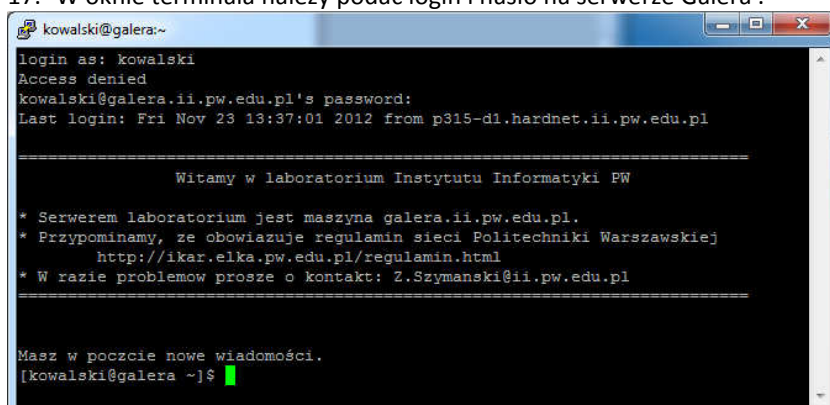 17. W oknie terminala należy podać login i hasło na serwerze Galera .
kowalski@galera:~
login as: kowalski
Access denied
kowalski@galera.ii.pw.edu.pl's password:
Last login: Fri Nov 23 13:37:01 2012 from p315-d1.hardnet.ii.pw.edu.pl
================================================================================
Witamy w laboratorium Instytutu Informatyki PW
* Serwerem laboratorium jest maszyna galera.ii.pw.edu.pl.
* Przypominamy, ze obowiazuje regulamin sieci Politechniki Warszawskiej
http://ikar.elka.pw.edu.pl/regulamin.html
* W razie problemow prosze o kontakt: Z.Szymanski@ii.pw.edu.pl
================================================================================
Masz w poczcie nowe wiadomości.
[kowalski@galera ~]$